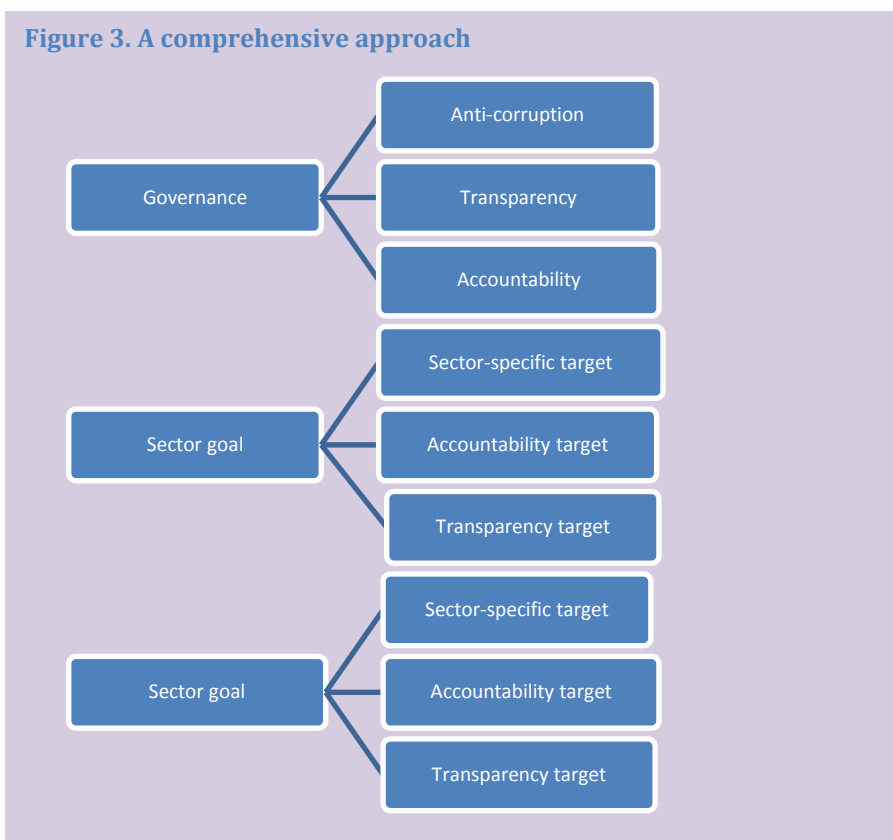 Figure 3. A comprehensive approach
Anti-corruption
Governance
Transparency
Accountability
Sector-specific target
Sector goal
Accountability target
Transparency target
Sector-specific target
Sector goal
Accountability target
Transparency target